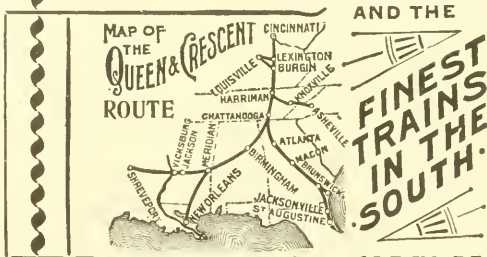 AND THE
MAP OF
THE
QUEEN & CRESCENT
ROUTE
CINCINNATI
LEXINGTON
BURGIN
LOUISVILLE
KNOXVILLE
HARRIMAN
ASHEVILLE
CHATTANOOGA
ATLANTA
MACON
BRUNSWICK
VICKSBURG
JACKSON
MERIDIAN
BIRMINGHAM
SHREVEPORT
NEW ORLEANS
JACKSONVILLE
ST AUGUSTINE
FINEST
TRAINS
IN THE
SOUTH.